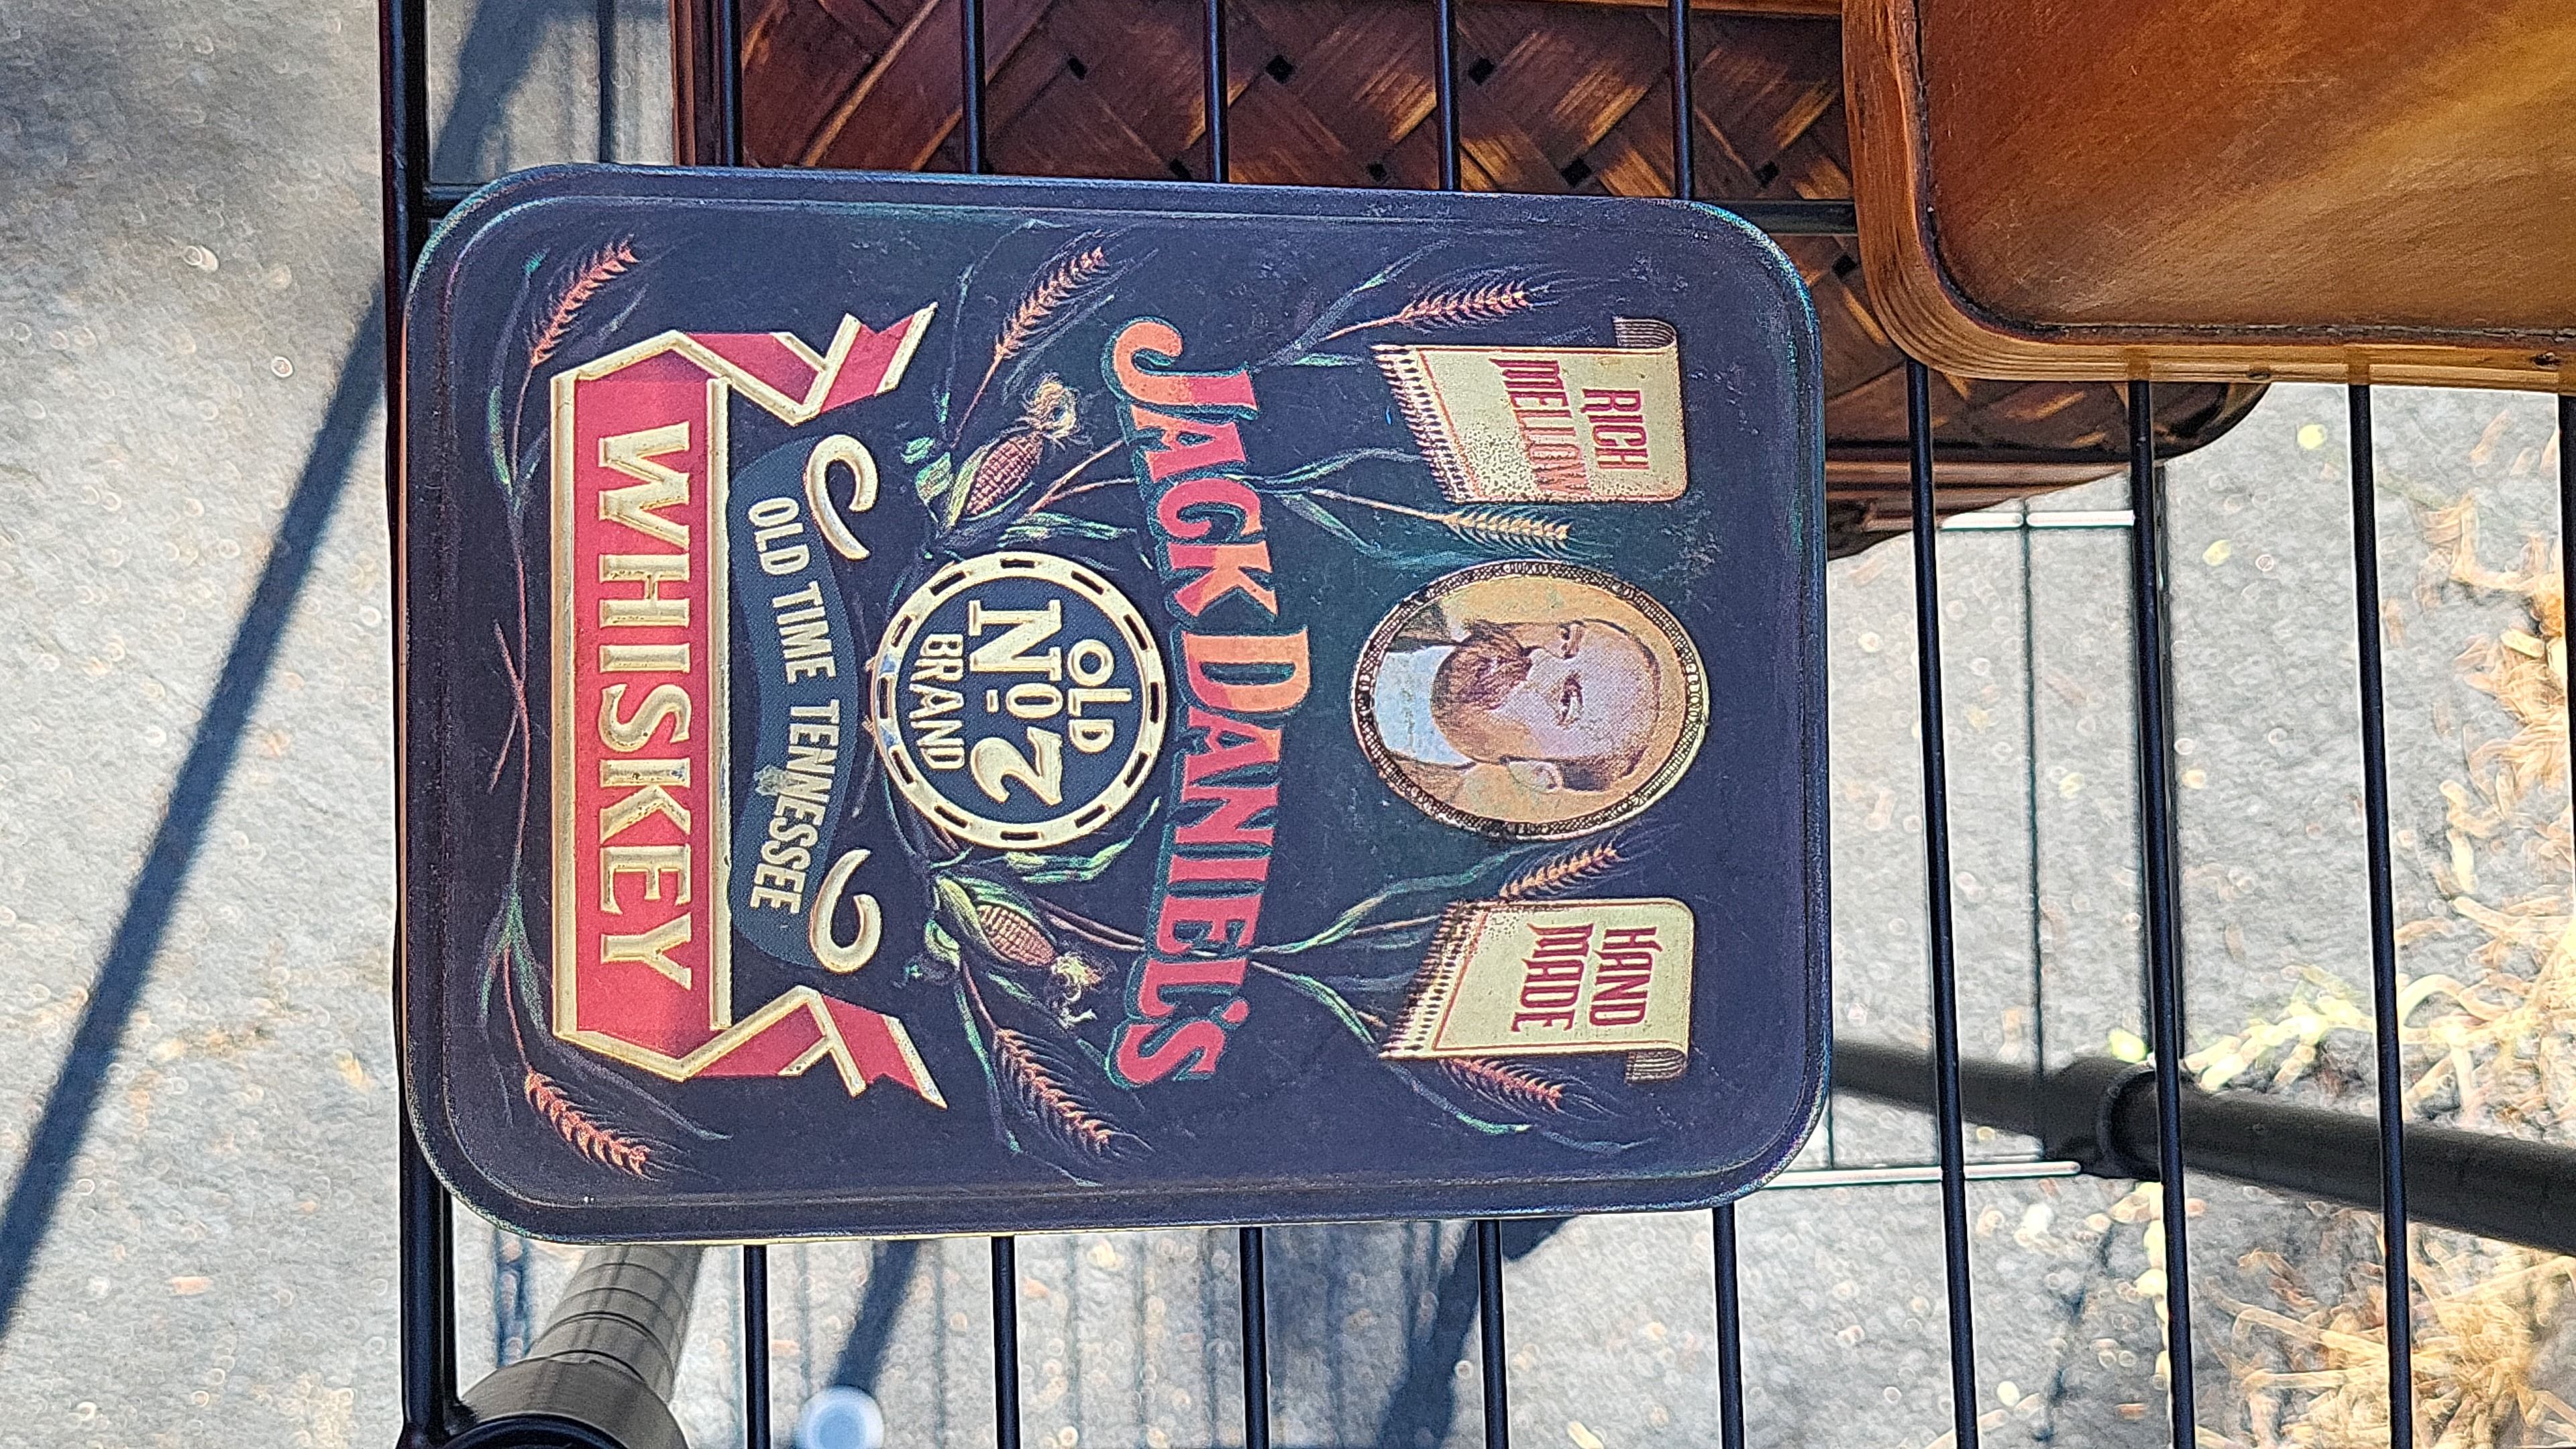 RICH
MELLOW
HAND
MADE
JACK DANIEL'S
OLD
No 7
BRAND
OLD TIME TENNESSEE
WHISKEY